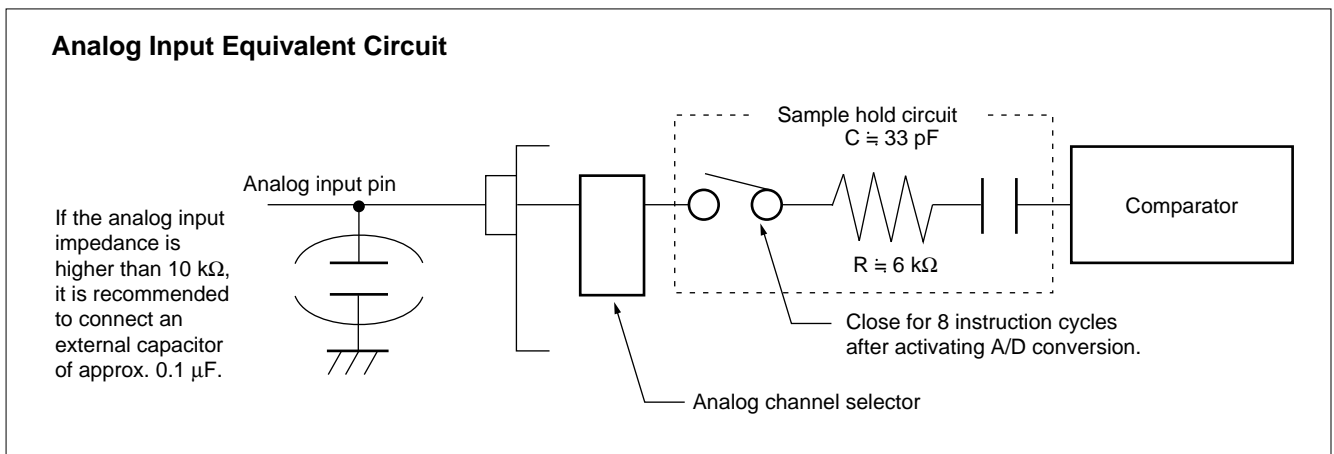 Analog Input Equivalent Circuit
Sample hold circuit
C ≒ 33 pF
Analog input pin
If the analog input
impedance is
higher than 10 kΩ,
it is recommended
to connect an
external capacitor
of approx. 0.1 µF.
Comparator
R ≒ 6 kΩ
Close for 8 instruction cycles
after activating A/D conversion.
Analog channel selector